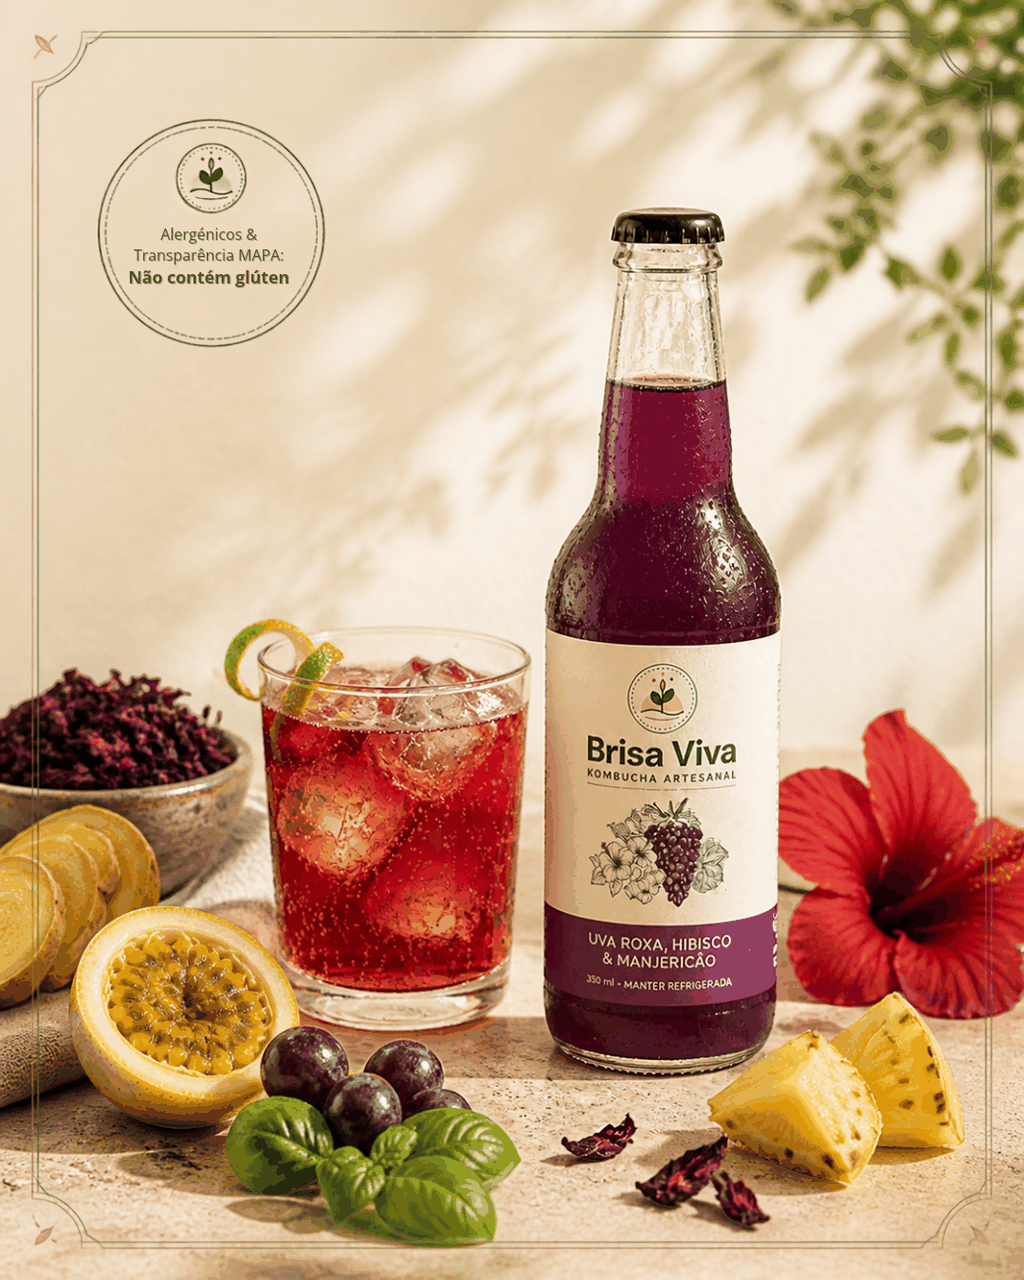 Alergénicos &
Transparência MAPA:
Não contém glúten
Brisa Viva
KOMBUCHA ARTESANAL
UVA ROXA, HIBISCO
& MANJERICÃO
350 ml • MANTER REFRIGERADA